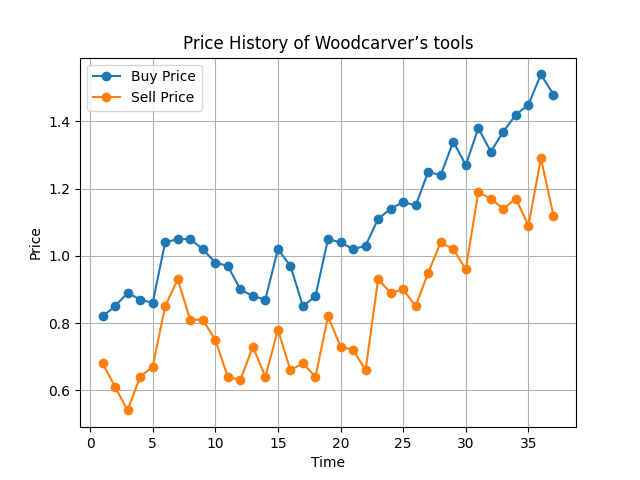 Price History of Woodcarver’s tools
Buy Price
Sell Price
Price
1.4
1.2
1.0
0.8
0.6
0 5 10 15 20 25 30 35
Time